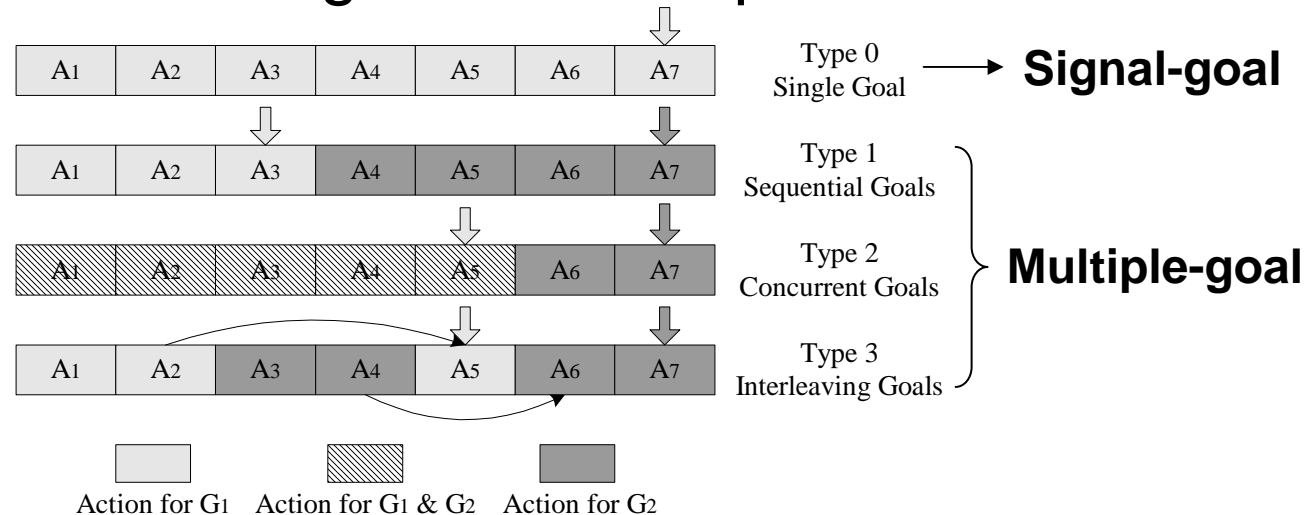 A1 A2 A3 A4 A5 A6 A7
Type 0
Single Goal
Signal-goal
A1 A2 A3 A4 A5 A6 A7
Type 1
Sequential Goals
A1 A2 A3 A4 A5 A6 A7
Type 2
Concurrent Goals
Multiple-goal
A1 A2 A3 A4 A5 A6 A7
Type 3
Interleaving Goals
Action for G1 Action for G1 & G2 Action for G2